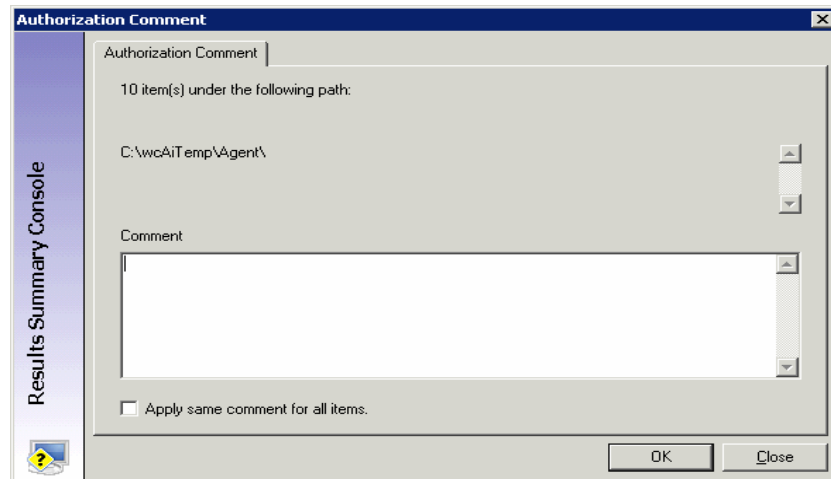 Authorization Comment
Authorization Comment
10 item(s) under the following path:
C:\wcAiTemp\Agent\
Comment
Apply same comment for all items.
OK
Close
Results Summary Console